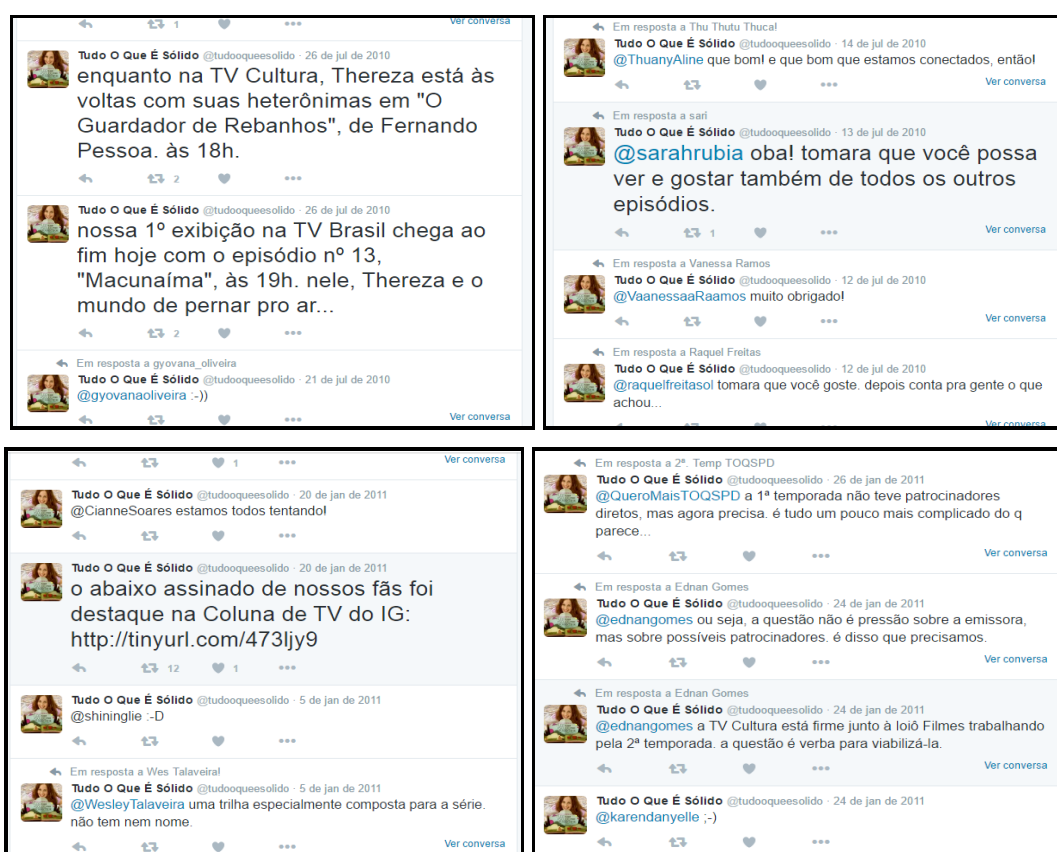 1
Ver conversa
Tudo O Que É Sólido @tudooqueesolido · 26 de jul de 2010
enquanto na TV Cultura, Thereza está às
voltas com suas heterônimas em "O
Guardador de Rebanhos", de Fernando
Pessoa. às 18h.
2
Tudo O Que É Sólido @tudooqueesolido · 26 de jul de 2010
nossa 1º exibição na TV Brasil chega ao
fim hoje com o episódio nº 13,
"Macunaíma", às 19h. nele, Thereza e o
mundo de pernar pro ar...
2
Em resposta a gyovana_oliveira
Tudo O Que É Sólido @tudooqueesolido · 21 de jul de 2010
@gyovanaoliveira :-))
Ver conversa
Em resposta a Thu Thutu Thuca!
Tudo O Que É Sólido @tudooqueesolido · 14 de jul de 2010
@ThuanyAline que bom! e que bom que estamos conectados, então!
Ver conversa
Em resposta a sari
Tudo O Que É Sólido @tudooqueesolido · 13 de jul de 2010
@sarahrubia oba! tomara que você possa
ver e gostar também de todos os outros
episódios.
1
Ver conversa
Em resposta a Vanessa Ramos
Tudo O Que É Sólido @tudooqueesolido · 12 de jul de 2010
@VaanessaaRaamos muito obrigado!
Ver conversa
Em resposta a Raquel Freitas
Tudo O Que É Sólido @tudooqueesolido · 12 de jul de 2010
@raquelfreitasol tomara que você goste. depois conta pra gente o que
achou...
Ver conversa
1
Ver conversa
Tudo O Que É Sólido @tudooqueesolido · 20 de jan de 2011
@CianneSoares estamos todos tentando!
Tudo O Que É Sólido @tudooqueesolido · 20 de jan de 2011
o abaixo assinado de nossos fãs foi
destaque na Coluna de TV do IG:
http://tinyurl.com/473ljy9
12 1
Tudo O Que É Sólido @tudooqueesolido · 5 de jan de 2011
@shininglie :-D
Em resposta a Wes Talaveira!
Tudo O Que É Sólido @tudooqueesolido · 5 de jan de 2011
@WesleyTalaveira uma trilha especialmente composta para a série.
não tem nem nome.
Ver conversa
Em resposta a 2ª. Temp TOQSPD
Tudo O Que É Sólido @tudooqueesolido · 26 de jan de 2011
@QueroMaisTOQSPD a 1ª temporada não teve patrocinadores
diretos, mas agora precisa. é tudo um pouco mais complicado do q
parece...
Ver conversa
Em resposta a Ednan Gomes
Tudo O Que É Sólido @tudooqueesolido · 24 de jan de 2011
@ednangomes ou seja, a questão não é pressão sobre a emissora,
mas sobre possíveis patrocinadores. é disso que precisamos.
Ver conversa
Em resposta a Ednan Gomes
Tudo O Que É Sólido @tudooqueesolido · 24 de jan de 2011
@ednangomes a TV Cultura está firme junto à Ioiô Filmes trabalhando
pela 2ª temporada. a questão é verba para viabilizá-la.
Ver conversa
Tudo O Que É Sólido @tudooqueesolido · 24 de jan de 2011
@karendanyelle ;-)